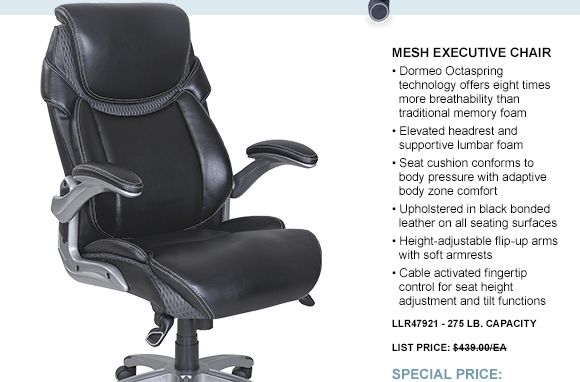 MESH EXECUTIVE CHAIR
• Dormeo Octaspring
technology offers eight times
more breathability than
traditional memory foam
• Elevated headrest and
supportive lumbar foam
• Seat cushion conforms to
body pressure with adaptive
body zone comfort
• Upholstered in black bonded
leather on all seating surfaces
• Height-adjustable flip-up arms
with soft armrests
• Cable activated fingertip
control for seat height
adjustment and tilt functions
LLR47921 - 275 LB. CAPACITY
LIST PRICE: $439.00/EA
SPECIAL PRICE: